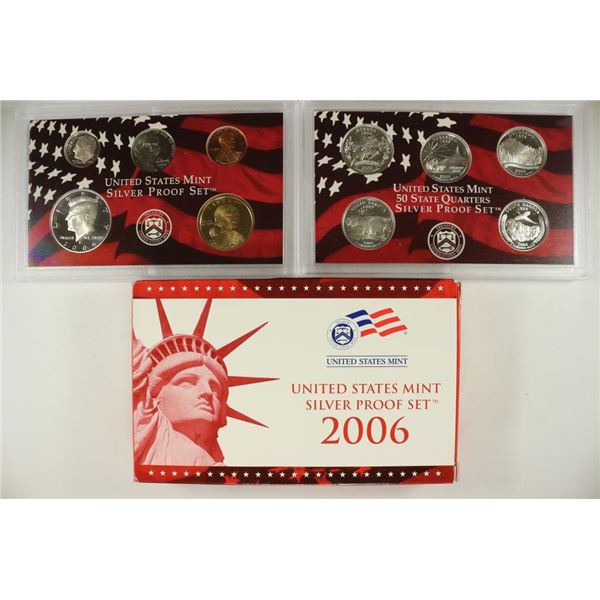 UNITED STATES MINT
SILVER PROOF SET™
UNITED STATES MINT
50 STATE QUARTERS
SILVER PROOF SET™
UNITED STATES MINT
UNITED STATES MINT
SILVER PROOF SET™
2006